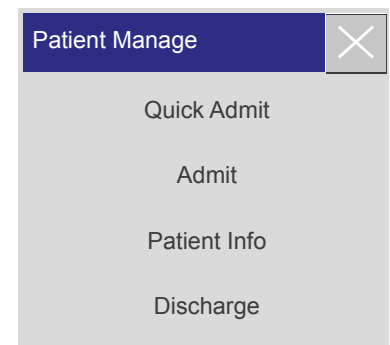 Patient Manage
Quick Admit
Admit
Patient Info
Discharge